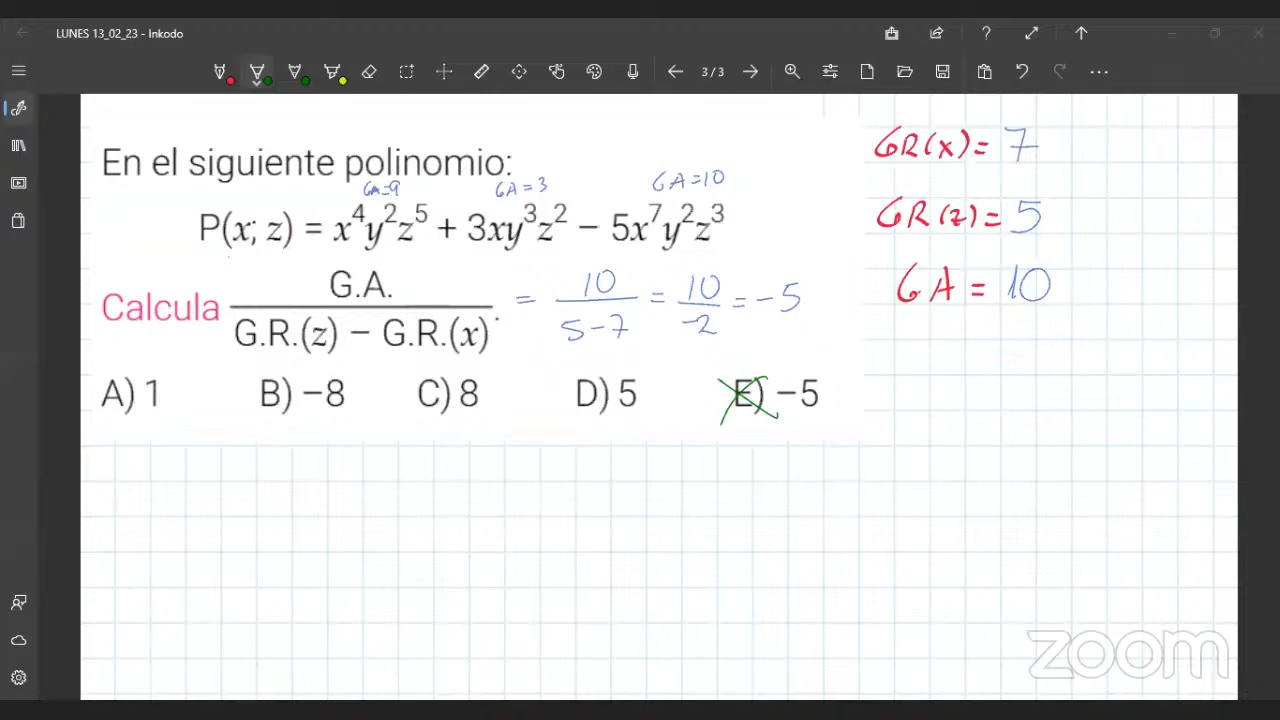 LUNES 13_02_23 - Inkodo
3/3
En el siguiente polinomio:
GA=9 GA=3 GA=10
P(x; z) = x⁴y²z⁵ + 3xy³z² − 5x⁷y²z³
Calcula G.A. / G.R.(z) − G.R.(x). = 10 / 5-7 = 10 / -2 = -5
A) 1 B) −8 C) 8 D) 5 E) −5
GR(x)= 7
GR(z)= 5
GA = 10
zoom